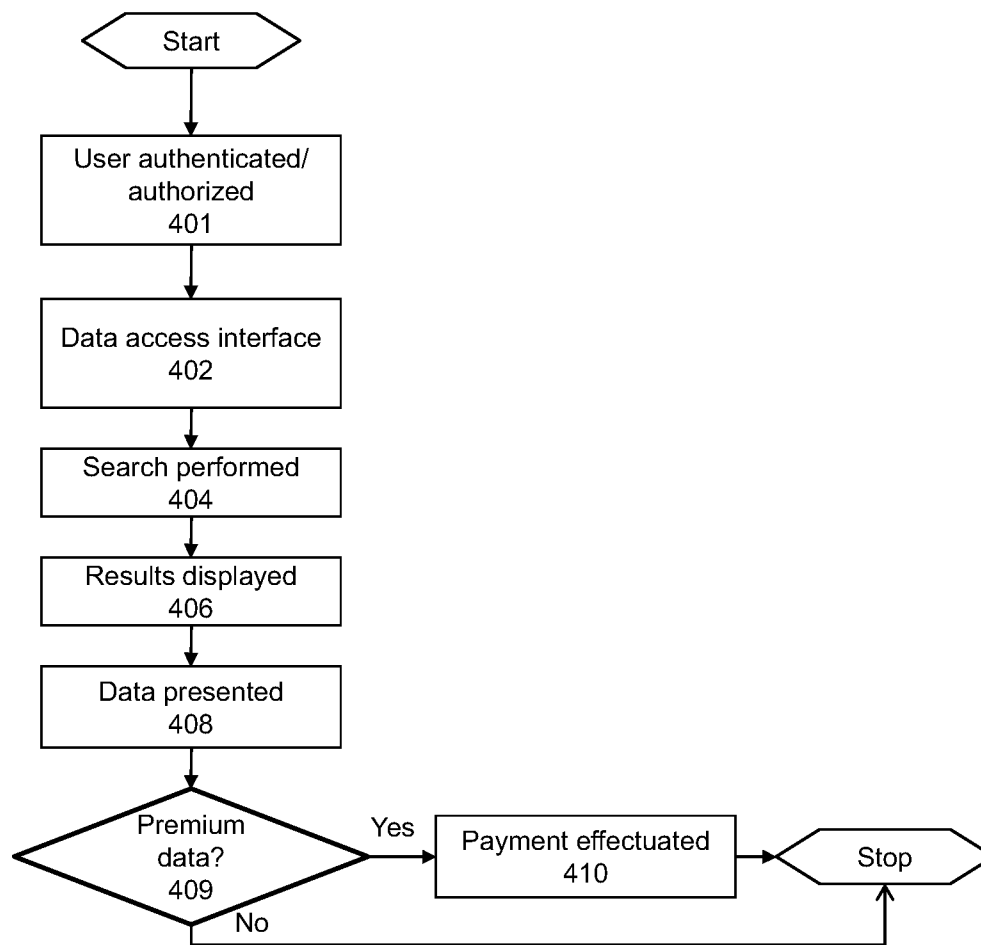 Start
User authenticated/
authorized
401
Data access interface
402
Search performed
404
Results displayed
406
Data presented
408
Premium
data?
409
Yes
Payment effectuated
410
Stop
No